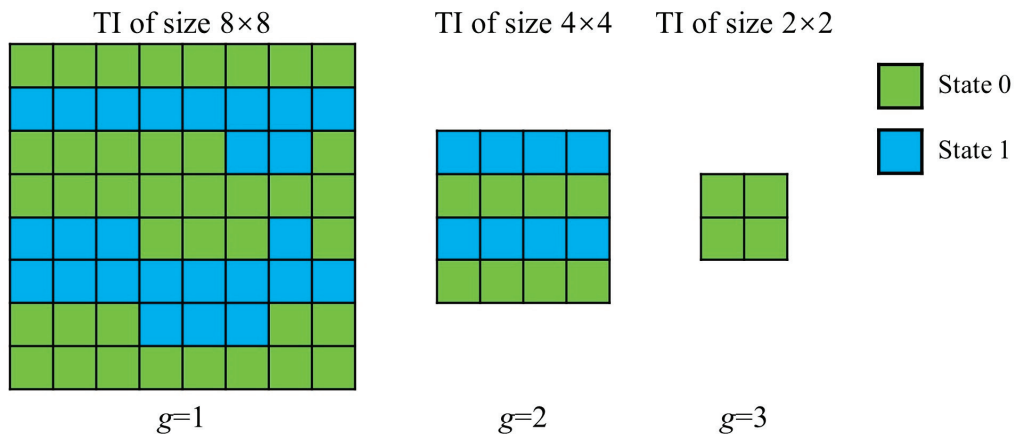 TI of size 8×8
TI of size 4×4
TI of size 2×2
State 0
State 1
g=1
g=2
g=3